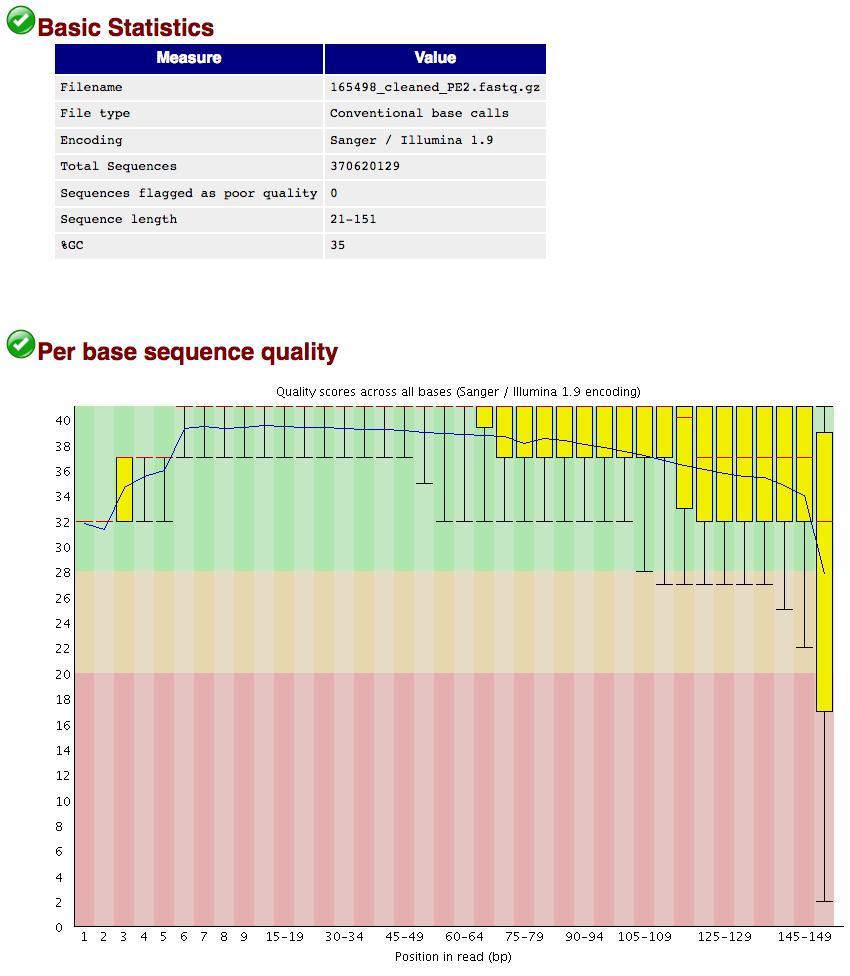 Basic Statistics
Measure Value
Filename 165498_cleaned_PE2.fastq.gz
File type Conventional base calls
Encoding Sanger / Illumina 1.9
Total Sequences 370620129
Sequences flagged as poor quality 0
Sequence length 21-151
%GC 35
Per base sequence quality
Quality scores across all bases (Sanger / Illumina 1.9 encoding)
40
38
36
34
32
30
28
26
24
22
20
18
16
14
12
10
8
6
4
2
0
1 2 3 4 5 6 7 8 9 15-19 30-34 45-49 60-64 75-79 90-94 105-109 125-129 145-149
Position in read (bp)